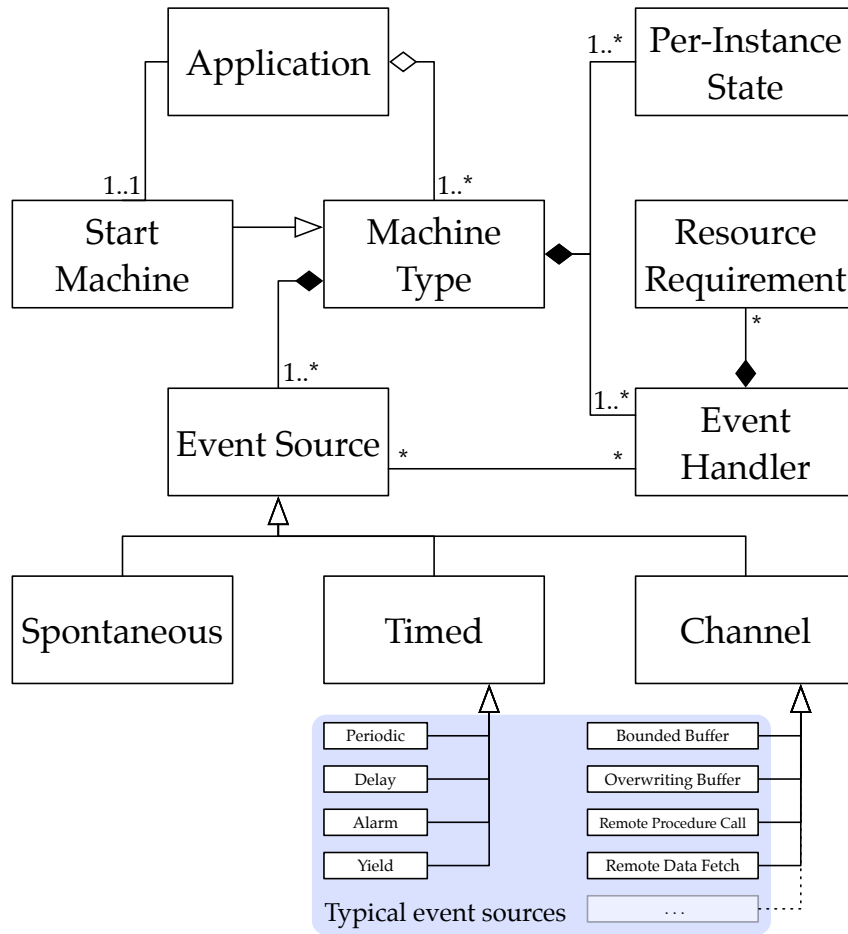 Application
1..*
Per-Instance
State
1..1
1..*
Start
Machine
Machine
Type
Resource
Requirement
*
1..*
1..*
Event Source
Event
Handler
*
*
Spontaneous
Timed
Channel
Periodic
Bounded Buffer
Delay
Overwriting Buffer
Alarm
Remote Procedure Call
Yield
Remote Data Fetch
Typical event sources
...